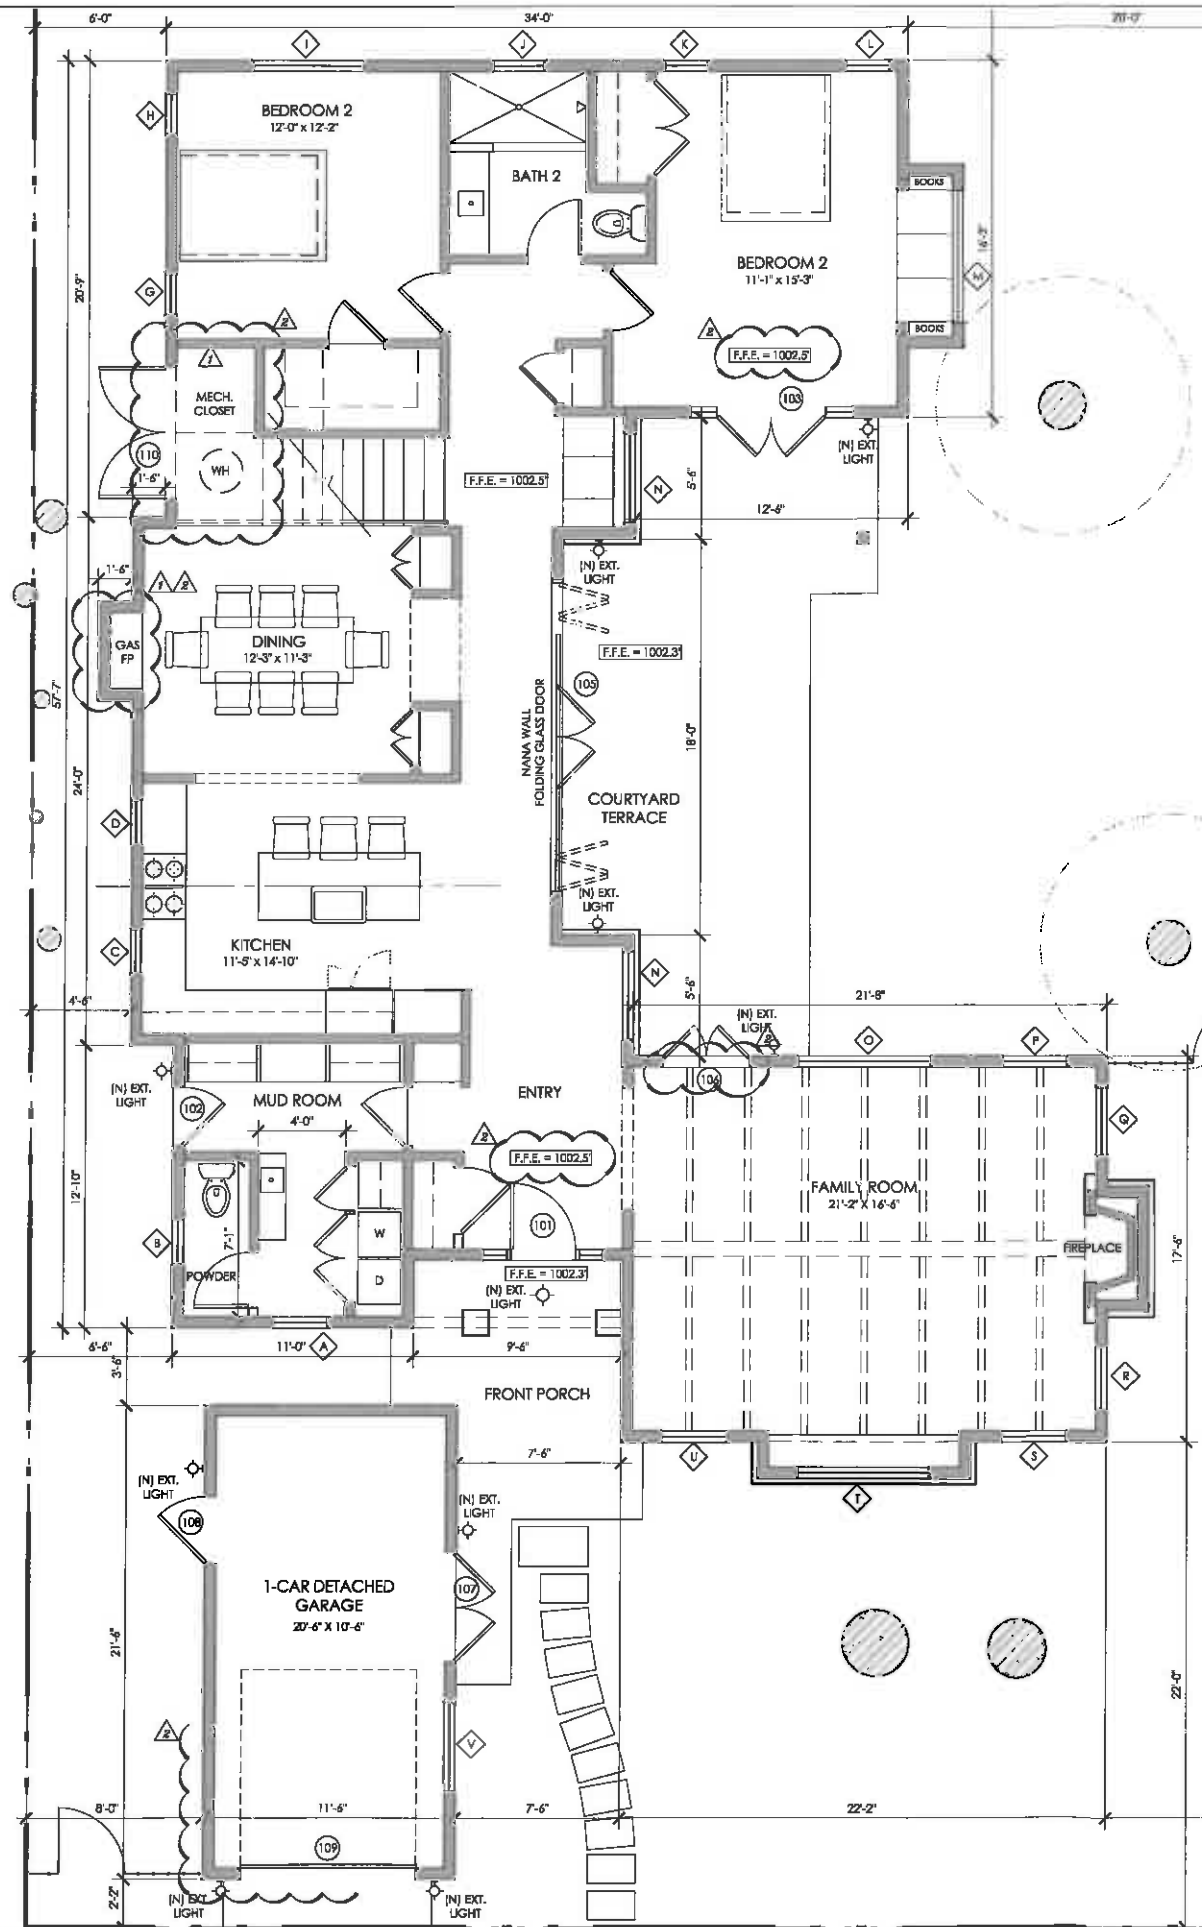 6'-0"
34'-0"
20'-0"
I
J
K
L
H
BEDROOM 2
12'-0" x 12'-2"
BATH 2
BOOKS
16'-3"
BEDROOM 2
11'-1" x 15'-3"
M
20'-9"
G
2
1
2
F.F.E. = 1002.5'
BOOKS
MECH.
CLOSET
103
(N) EXT.
LIGHT
110
1'-6"
WH
F.F.E. = 1002.5'
N
5'-6"
12'-6"
1'-6"
1
2
(N) EXT.
LIGHT
GAS
FP
DINING
12'-3" x 11'-3"
F.F.E. = 1002.3'
105
57'-7"
NANA WALL
FOLDING GLASS DOOR
18'-0"
24'-0"
COURTYARD
TERRACE
D
(N) EXT.
LIGHT
C
KITCHEN
11'-5" x 14'-10"
N
5'-6"
4'-6"
21'-8"
(N) EXT.
LIGHT
2
O
P
106
(N) EXT.
LIGHT
102
MUD ROOM
4'-0"
ENTRY
Q
2
F.F.E. = 1002.5'
12'-10"
FAMILY ROOM
21'-2" X 16'-6"
B
7'-1"
W
101
FIREPLACE
17'-6"
POWDER
D
F.F.E. = 1002.3'
(N) EXT.
LIGHT
6'-6"
3'-6"
11'-0"
A
9'-6"
R
FRONT PORCH
7'-6"
U
S
T
(N) EXT.
LIGHT
(N) EXT.
LIGHT
108
107
1-CAR DETACHED
GARAGE
20'-6" X 10'-6"
21'-6"
22'-0"
2
V
8'-0"
11'-6"
7'-6"
22'-2"
109
2'-2"
(N) EXT.
LIGHT
(N) EXT.
LIGHT